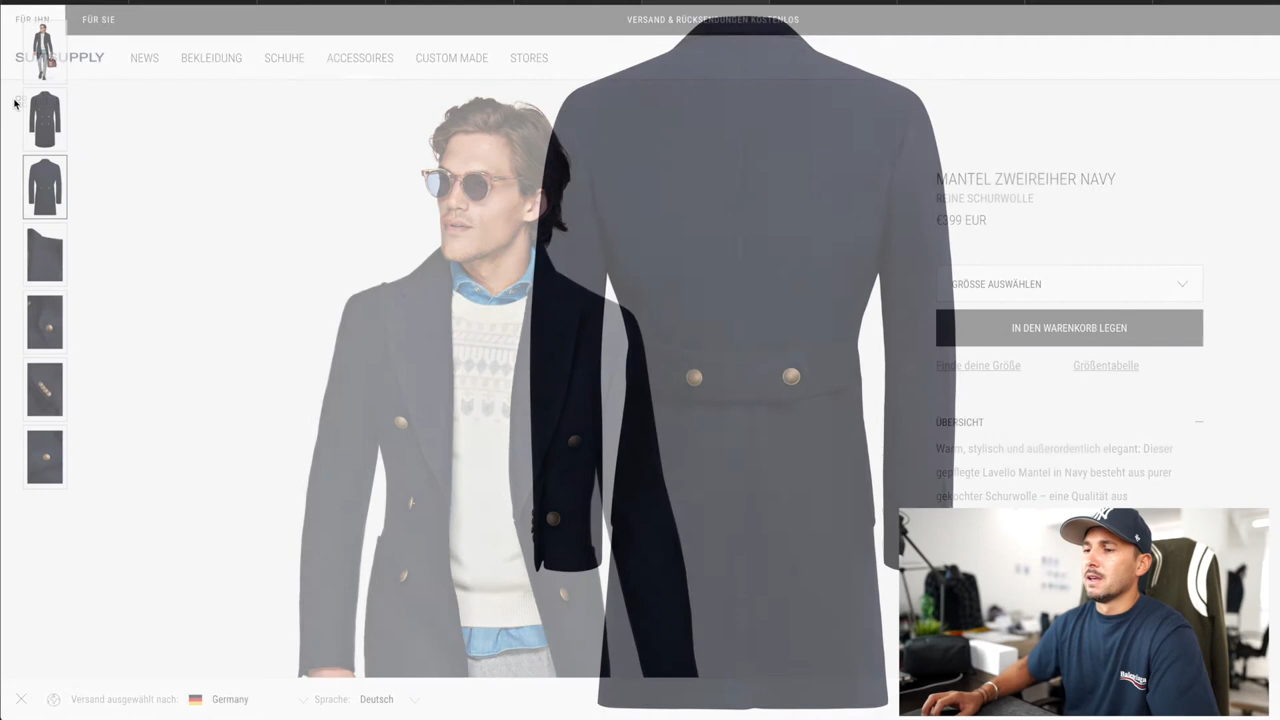 FÜR IHN
FÜR SIE
VERSAND & RÜCKSENDUNGEN KOSTENLOS
SUITSUPPLY
NEWS
BEKLEIDUNG
SCHUHE
ACCESSOIRES
CUSTOM MADE
STORES
MANTEL ZWEIREIHER NAVY
REINE SCHURWOLLE
€399 EUR
GRÖSSE AUSWÄHLEN
IN DEN WARENKORB LEGEN
Finde deine Größe
Größentabelle
ÜBERSICHT
Warm, stylisch und außerordentlich elegant: Dieser
gepflegte Lavello Mantel in Navy besteht aus purer
gekochter Schurwolle – eine Qualität aus
Balenciaga
Versand ausgewählt nach:
Germany
Sprache:
Deutsch